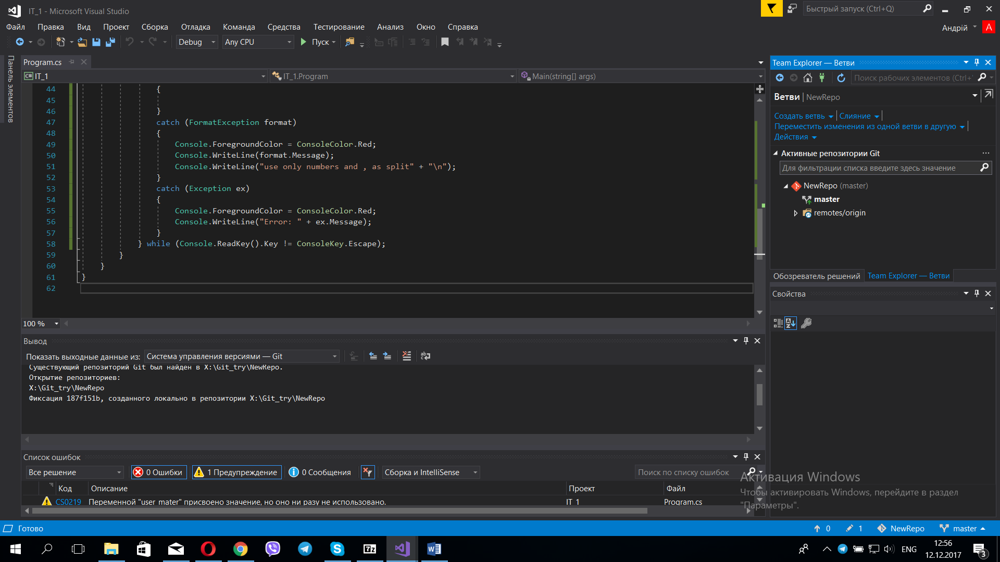 IT_1 - Microsoft Visual Studio
Быстрый запуск (Ctrl+Q)
Файл Правка Вид Проект Сборка Отладка Команда Средства Тестирование Анализ Окно Справка
Андрій A
Debug Any CPU Пуск
Панель элементов
Program.cs
C# IT_1 IT_1.Program Main(string[] args)
44 {
45
46 }
47 catch (FormatException format)
48 {
49 Console.ForegroundColor = ConsoleColor.Red;
50 Console.WriteLine(format.Message);
51 Console.WriteLine("use only numbers and , as split" + "\n");
52 }
53 catch (Exception ex)
54 {
55 Console.ForegroundColor = ConsoleColor.Red;
56 Console.WriteLine("Error: " + ex.Message);
57 }
58 } while (Console.ReadKey().Key != ConsoleKey.Escape);
59 }
60 }
61 }
62
100 %
Вывод
Показать выходные данные из: Система управления версиями — Git
Существующий репозиторий Git был найден в X:\Git_try\NewRepo.
Открытие репозиториев:
X:\Git_try\NewRepo
Фиксация 187f151b, созданного локально в репозитории X:\Git_try\NewRepo
Список ошибок
Все решение 0 Ошибки 1 Предупреждение 0 Сообщения Сборка и IntelliSense Поиск по списку ошибок
Код Описание Проект Файл
CS0219 Переменной "user_mater" присвоено значение, но оно ни разу не использовано. IT_1 Program.cs
Team Explorer — Ветви
Поиск рабочих элементов (Ctrl+'
Ветви | NewRepo
Создать ветвь Слияние
Переместить изменения из одной ветви в другую
Действия
Активные репозитории Git
Для фильтрации списка введите здесь значение
NewRepo (master)
master
remotes/origin
Обозреватель решений Team Explorer — Ветви
Свойства
Активация Windows
Чтобы активировать Windows, перейдите в раздел
"Параметры".
Готово
0 1 NewRepo master
7z
W
ENG
12:56
12.12.2017
3